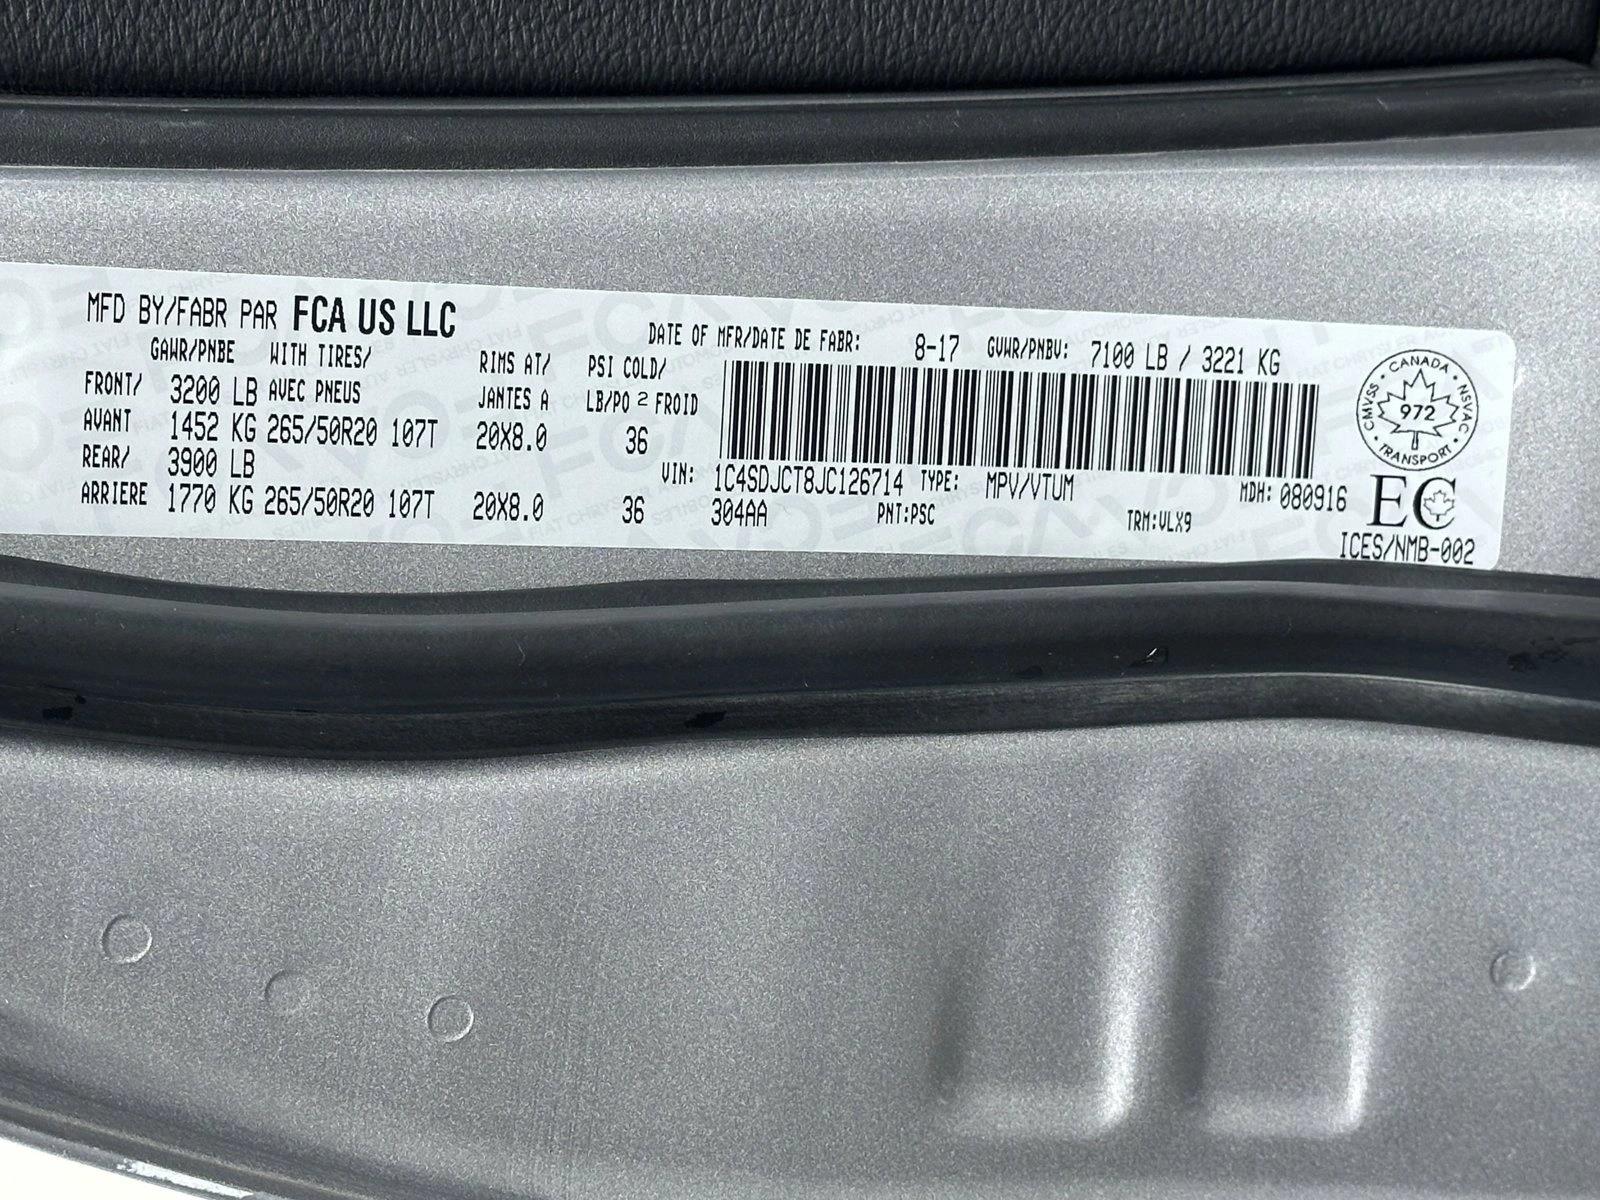 MFD BY/FABR PAR FCA US LLC
DATE OF MFR/DATE DE FABR: 8-17 GVWR/PNBV: 7100 LB / 3221 KG
GAWR/PNBE WITH TIRES/ RIMS AT/ PSI COLD/
FRONT/ 3200 LB AVEC PNEUS JANTES A LB/PO 2 FROID
AVANT 1452 KG 265/50R20 107T 20X8.0 36
REAR/ 3900 LB
ARRIERE 1770 KG 265/50R20 107T 20X8.0 36
VIN: 1C4SDJCT8JC126714 TYPE: MPV/VTUM MDH: 080916
304AA PNT:PSC TRM:VLX9
CANADA
CMVSS NSVAC
972
TRANSPORT
EC
ICES/NMB-002